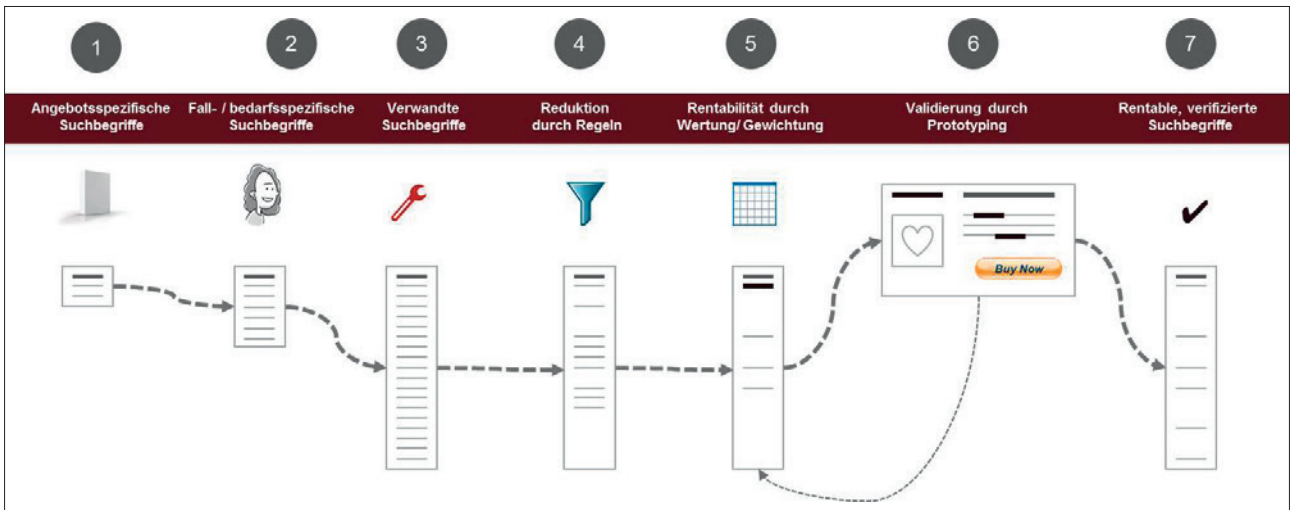 1
2
3
4
5
6
7
Angebotsspezifische
Suchbegriffe
Fall- / bedarfsspezifische
Suchbegriffe
Verwandte
Suchbegriffe
Reduktion
durch Regeln
Rentabilität durch
Wertung/ Gewichtung
Validierung durch
Prototyping
Rentable, verifizierte
Suchbegriffe
Buy Now